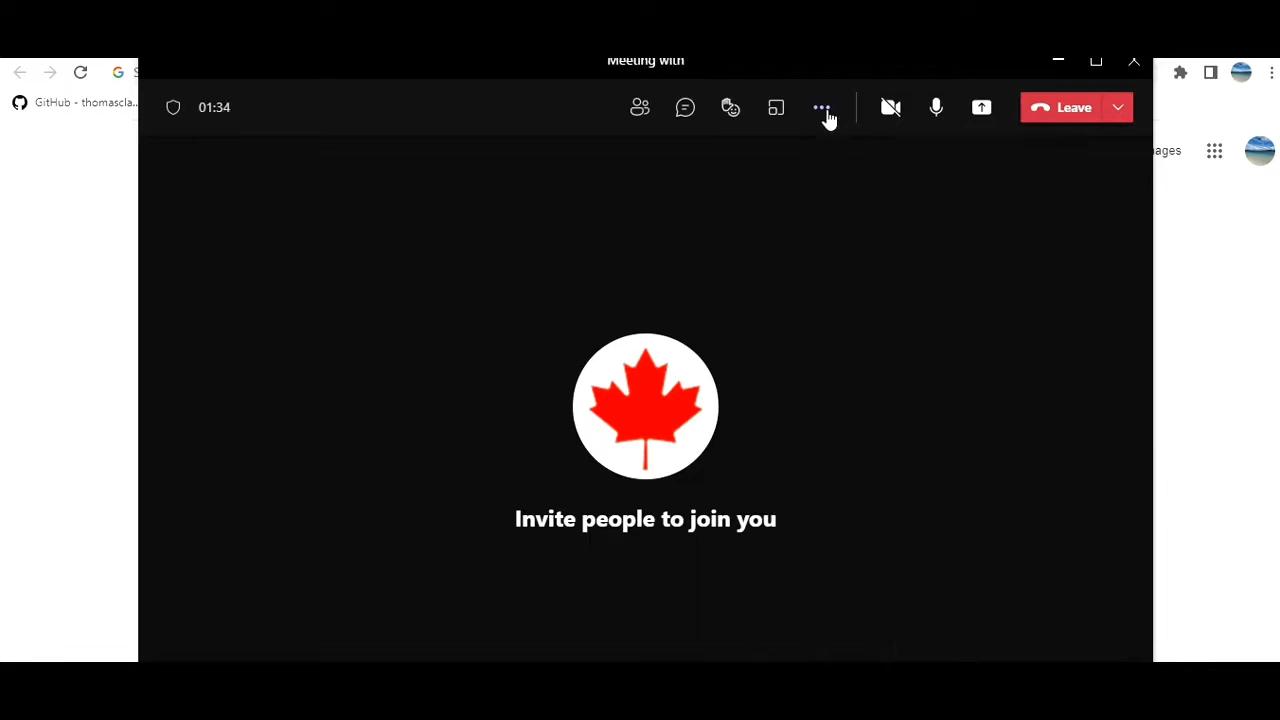 Meeting with
GitHub - thomascla...
01:34
Leave
ages
Invite people to join you